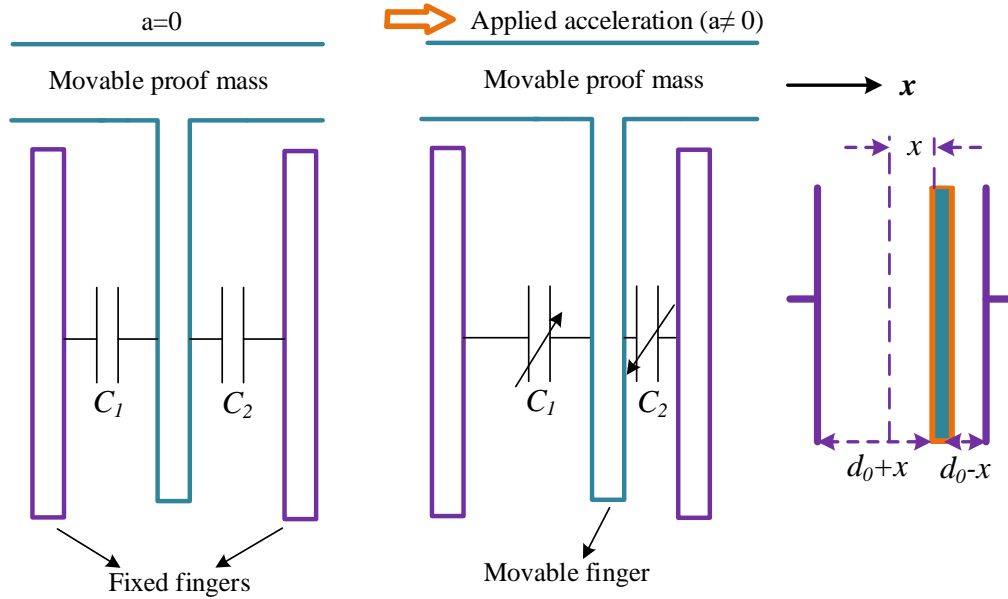 a=0
Movable proof mass
C1
C2
Fixed fingers
Applied acceleration (a≠ 0)
Movable proof mass
C1
C2
Movable finger
x
x
d0+x
d0-x